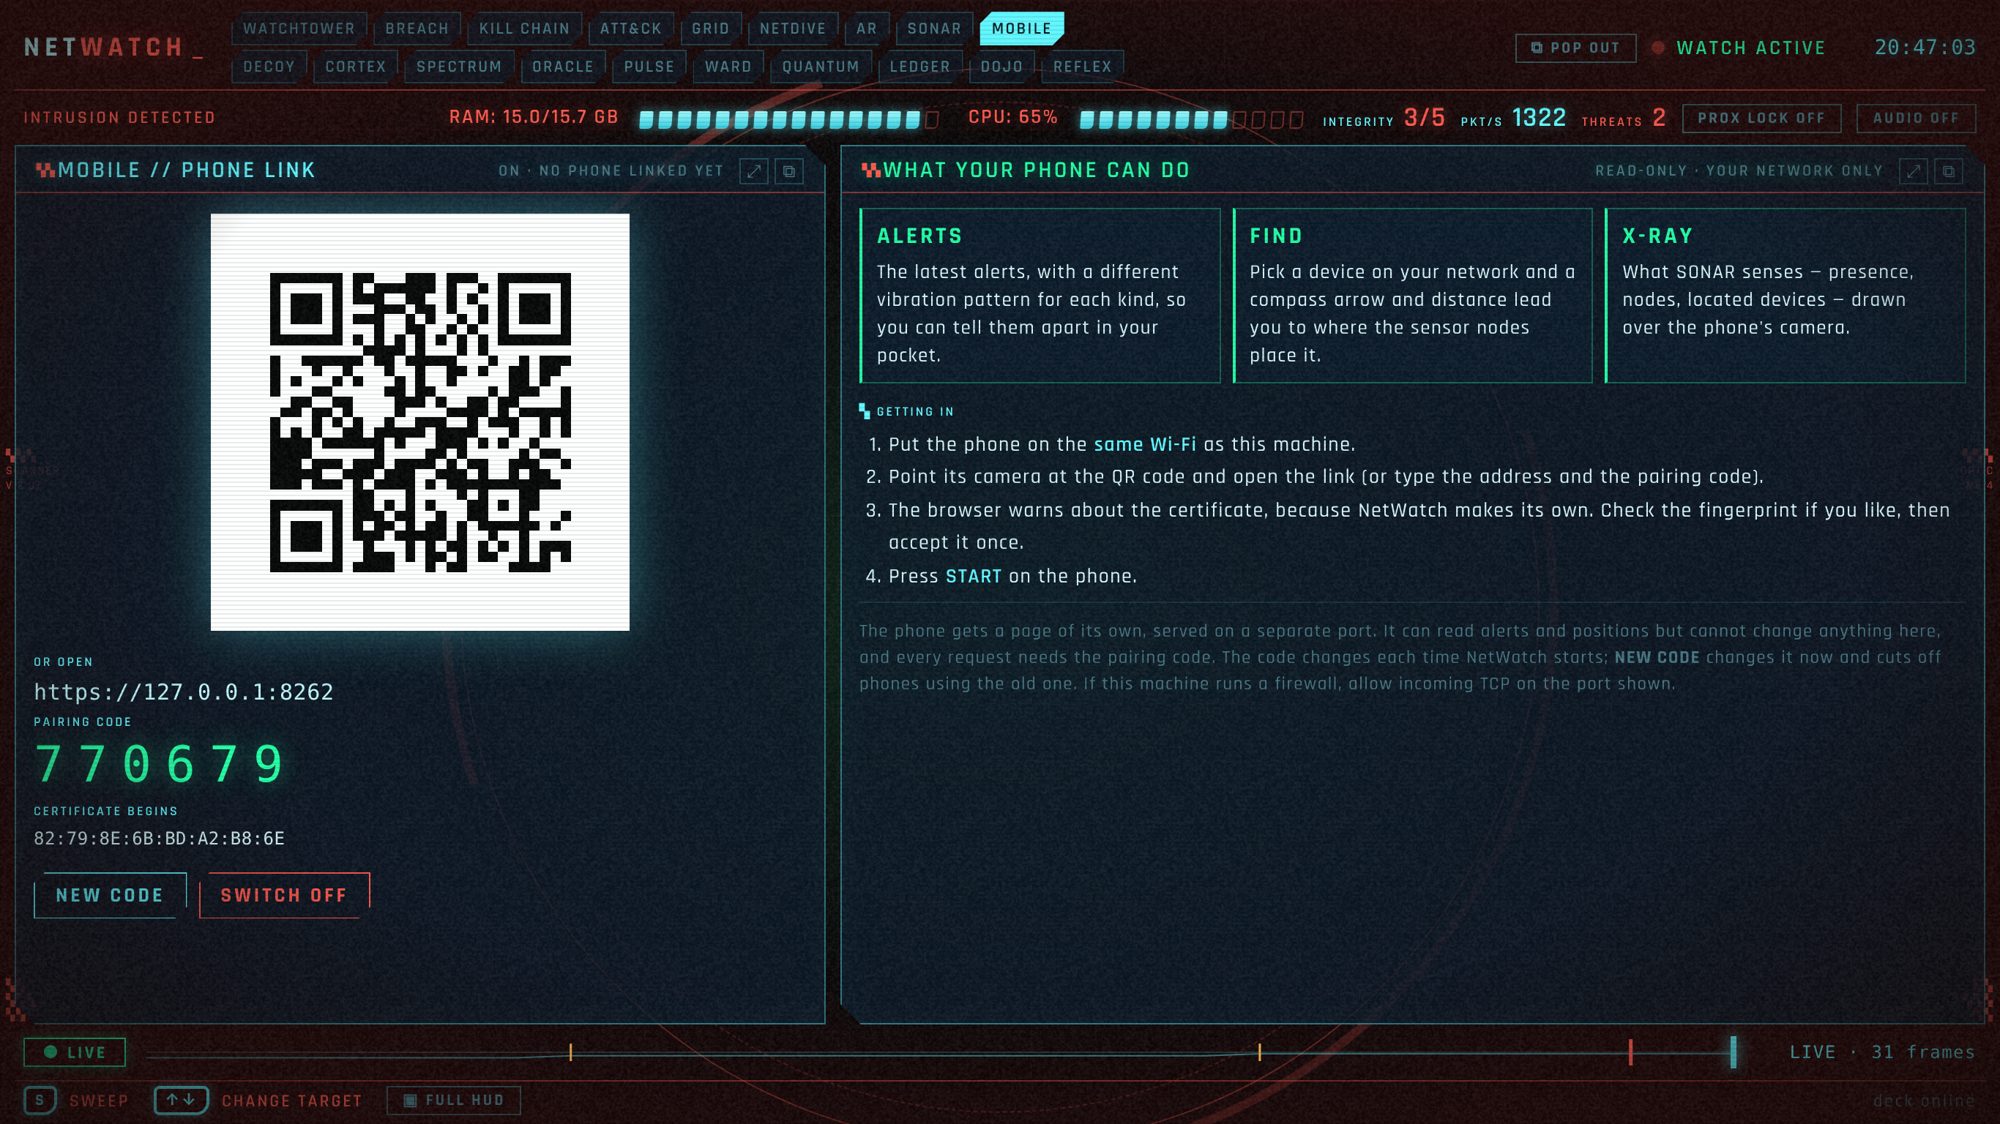 NETWATCH_
WATCHTOWER BREACH KILL CHAIN ATT&CK GRID NETDIVE AR SONAR MOBILE
DECOY CORTEX SPECTRUM ORACLE PULSE WARD QUANTUM LEDGER DOJO REFLEX
POP OUT WATCH ACTIVE 20:47:03
INTRUSION DETECTED RAM: 15.0/15.7 GB CPU: 65% INTEGRITY 3/5 PKT/S 1322 THREATS 2 PROX LOCK OFF AUDIO OFF
MOBILE // PHONE LINK ON · NO PHONE LINKED YET
OR OPEN
https://127.0.0.1:8262
PAIRING CODE
770679
CERTIFICATE BEGINS
82:79:8E:6B:BD:A2:B8:6E
NEW CODE SWITCH OFF
WHAT YOUR PHONE CAN DO READ-ONLY · YOUR NETWORK ONLY
ALERTS
The latest alerts, with a different
vibration pattern for each kind, so
you can tell them apart in your
pocket.
FIND
Pick a device on your network and a
compass arrow and distance lead
you to where the sensor nodes
place it.
X-RAY
What SONAR senses — presence,
nodes, located devices — drawn
over the phone's camera.
GETTING IN
1. Put the phone on the same Wi-Fi as this machine.
2. Point its camera at the QR code and open the link (or type the address and the pairing code).
3. The browser warns about the certificate, because NetWatch makes its own. Check the fingerprint if you like, then
accept it once.
4. Press START on the phone.
The phone gets a page of its own, served on a separate port. It can read alerts and positions but cannot change anything here,
and every request needs the pairing code. The code changes each time NetWatch starts; NEW CODE changes it now and cuts off
phones using the old one. If this machine runs a firewall, allow incoming TCP on the port shown.
LIVE LIVE · 31 frames
S SWEEP ↑↓ CHANGE TARGET FULL HUD deck online